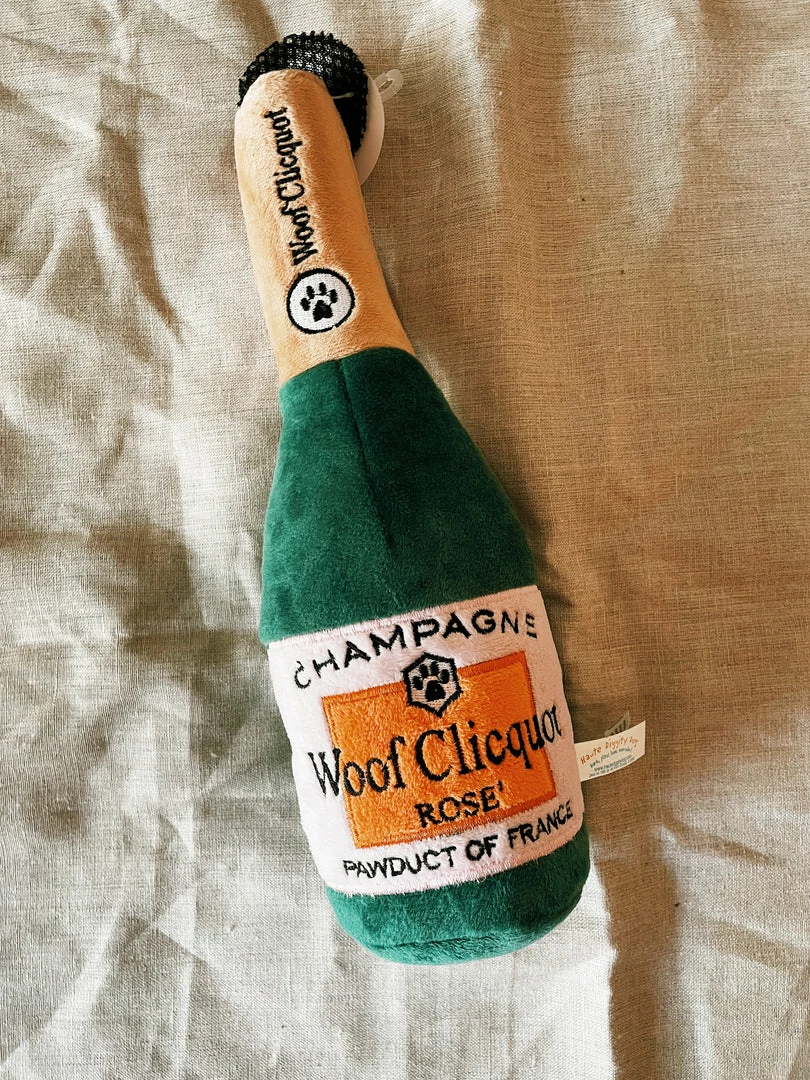 Woof Clicquot
CHAMPAGNE
Woof Clicquot
ROSE'
PAWDUCT OF FRANCE
Haute Diggity Dog